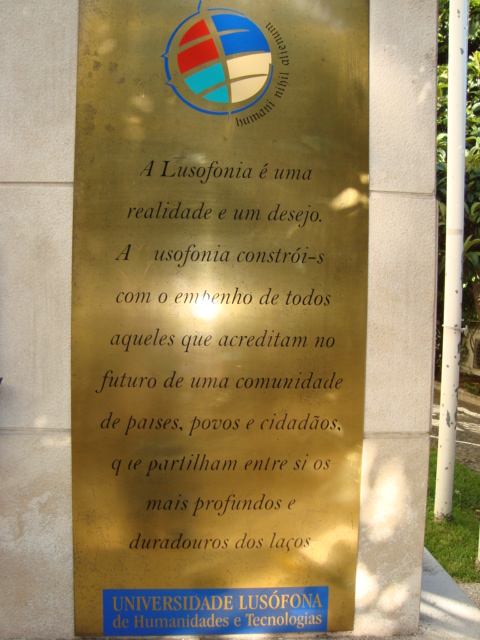 humani nihil alienum
A Lusofonia é uma
realidade e um desejo.
A usofonia constrói-s
com o empenho de todos
aqueles que acreditam no
futuro de uma comunidade
de países, povos e cidadãos,
que partilham entre si os
mais profundos e
duradouros dos laços
UNIVERSIDADE LUSÓFONA
de Humanidades e Tecnologias